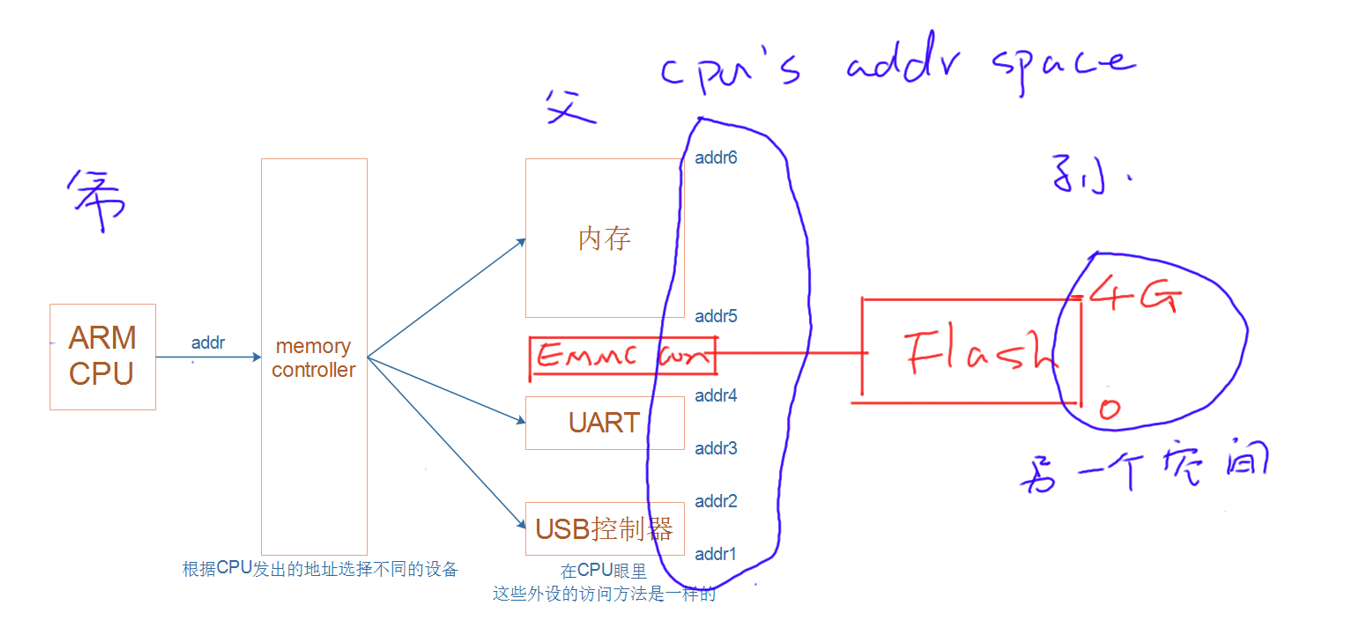 cpu's addr space
父
addr6
孙.
内存
4G
ARM
CPU
addr
memory
controller
addr5
EMMC con
Flash
addr4
0
UART
addr3
另一个空间
addr2
USB控制器
addr1
根据CPU发出的地址选择不同的设备
在CPU眼里
这些外设的访问方法是一样的